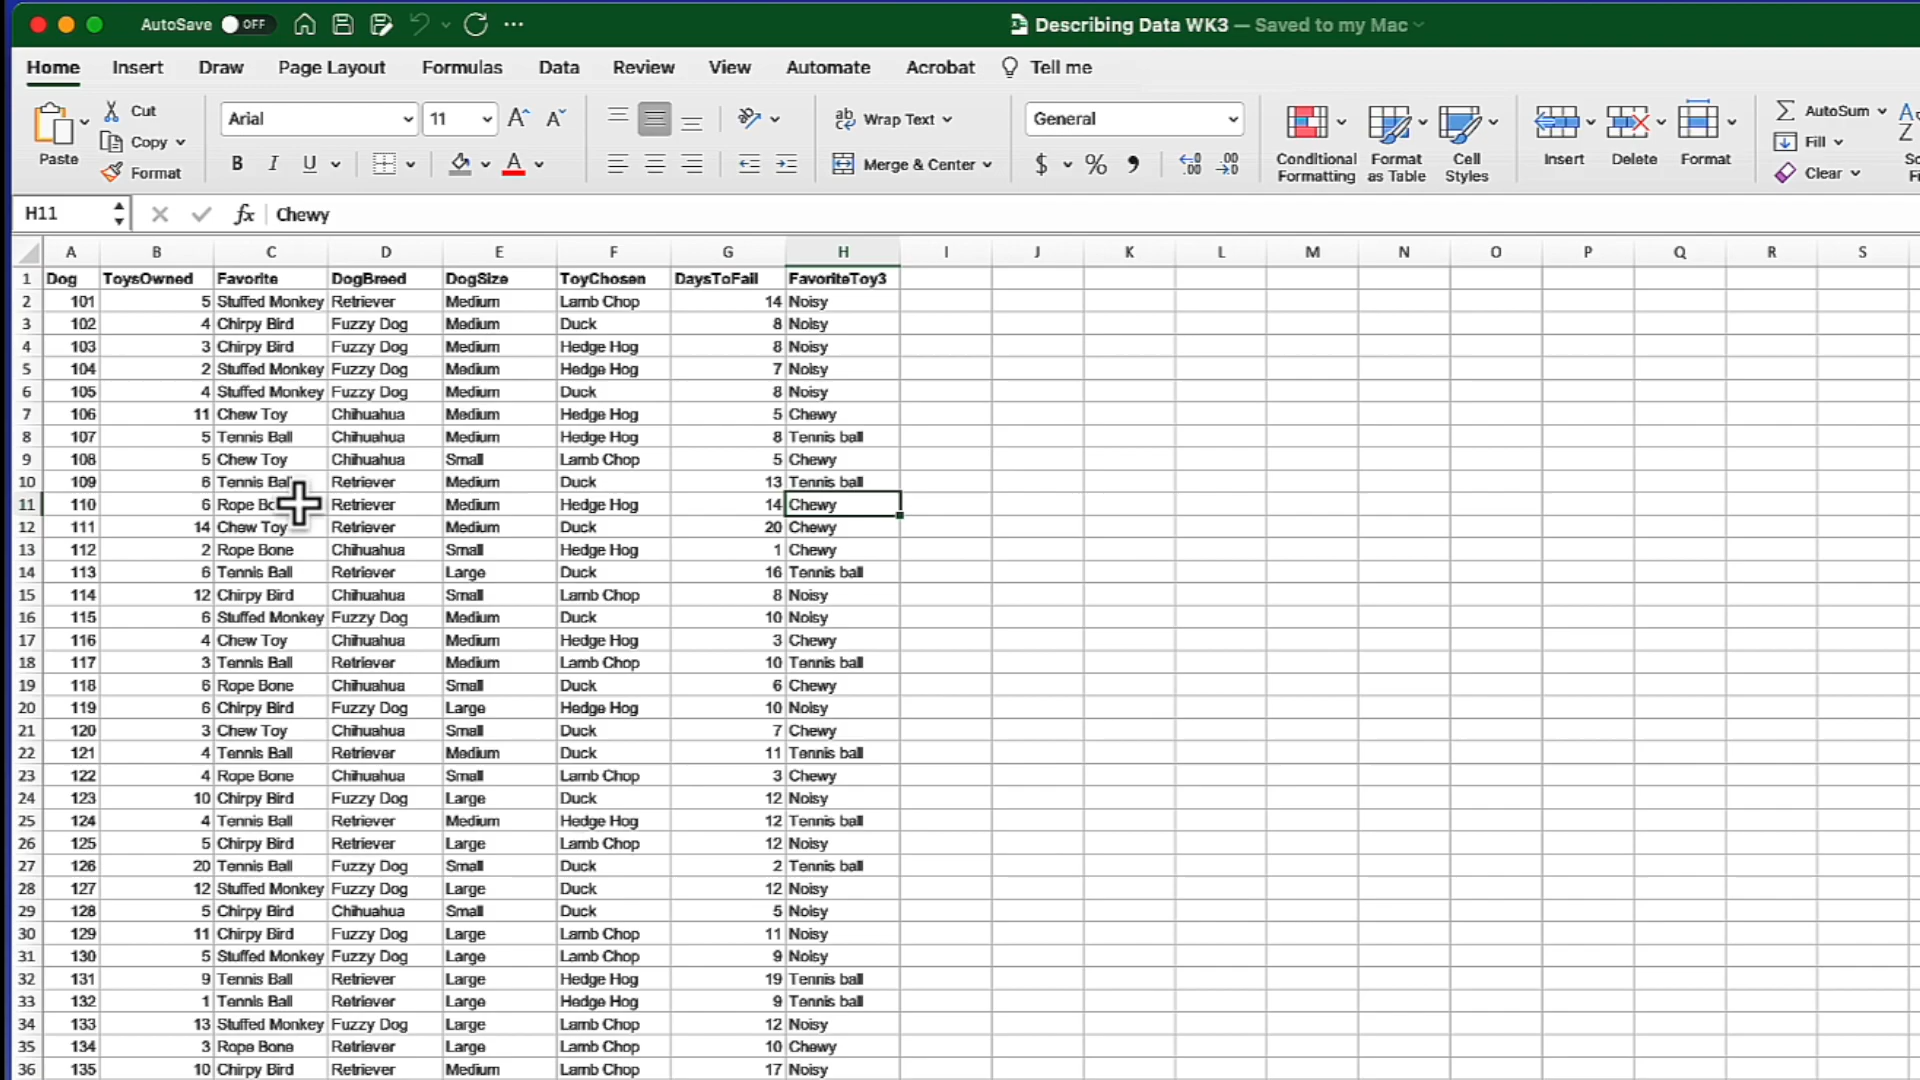 AutoSave OFF Describing Data WK3 — Saved to my Mac
Home Insert Draw Page Layout Formulas Data Review View Automate Acrobat Tell me
Paste Cut Copy Format
Arial 11
B I U A
ab Wrap Text
Merge & Center
General
$ % 9 .00
Conditional Formatting
Format as Table
Cell Styles
Insert Delete Format
AutoSum
Fill
Clear
H11 fx Chewy
A B C D E F G H I J K L M N O P Q R S
1 Dog ToysOwned Favorite DogBreed DogSize ToyChosen DaysToFail FavoriteToy3
2 101 5 Stuffed Monkey Retriever Medium Lamb Chop 14 Noisy
3 102 4 Chirpy Bird Fuzzy Dog Medium Duck 8 Noisy
4 103 3 Chirpy Bird Fuzzy Dog Medium Hedge Hog 8 Noisy
5 104 2 Stuffed Monkey Fuzzy Dog Medium Hedge Hog 7 Noisy
6 105 4 Stuffed Monkey Fuzzy Dog Medium Duck 8 Noisy
7 106 11 Chew Toy Chihuahua Medium Hedge Hog 5 Chewy
8 107 5 Tennis Ball Chihuahua Medium Hedge Hog 8 Tennis ball
9 108 5 Chew Toy Chihuahua Small Lamb Chop 5 Chewy
10 109 6 Tennis Ball Retriever Medium Duck 13 Tennis ball
11 110 6 Rope Retriever Medium Hedge Hog 14 Chewy
12 111 14 Chew Toy Retriever Medium Duck 20 Chewy
13 112 2 Rope Bone Chihuahua Small Hedge Hog 1 Chewy
14 113 6 Tennis Ball Retriever Large Duck 16 Tennis ball
15 114 12 Chirpy Bird Chihuahua Small Lamb Chop 8 Noisy
16 115 6 Stuffed Monkey Fuzzy Dog Medium Duck 10 Noisy
17 116 4 Chew Toy Chihuahua Medium Hedge Hog 3 Chewy
18 117 3 Tennis Ball Retriever Medium Lamb Chop 10 Tennis ball
19 118 6 Rope Bone Chihuahua Small Duck 6 Chewy
20 119 6 Chirpy Bird Fuzzy Dog Large Hedge Hog 10 Noisy
21 120 3 Chew Toy Chihuahua Small Duck 7 Chewy
22 121 4 Tennis Ball Retriever Medium Duck 11 Tennis ball
23 122 4 Rope Bone Chihuahua Small Lamb Chop 3 Chewy
24 123 10 Chirpy Bird Fuzzy Dog Large Duck 12 Noisy
25 124 4 Tennis Ball Retriever Medium Hedge Hog 12 Tennis ball
26 125 5 Chirpy Bird Retriever Large Lamb Chop 12 Noisy
27 126 20 Tennis Ball Fuzzy Dog Small Duck 2 Tennis ball
28 127 12 Stuffed Monkey Fuzzy Dog Large Duck 12 Noisy
29 128 5 Chirpy Bird Chihuahua Small Duck 5 Noisy
30 129 11 Chirpy Bird Fuzzy Dog Large Lamb Chop 11 Noisy
31 130 5 Stuffed Monkey Fuzzy Dog Large Lamb Chop 9 Noisy
32 131 9 Tennis Ball Retriever Large Hedge Hog 19 Tennis ball
33 132 1 Tennis Ball Retriever Large Hedge Hog 9 Tennis ball
34 133 13 Stuffed Monkey Fuzzy Dog Large Lamb Chop 12 Noisy
35 134 3 Rope Bone Retriever Large Lamb Chop 10 Chewy
36 135 10 Chirpy Bird Retriever Medium Lamb Chop 17 Noisy